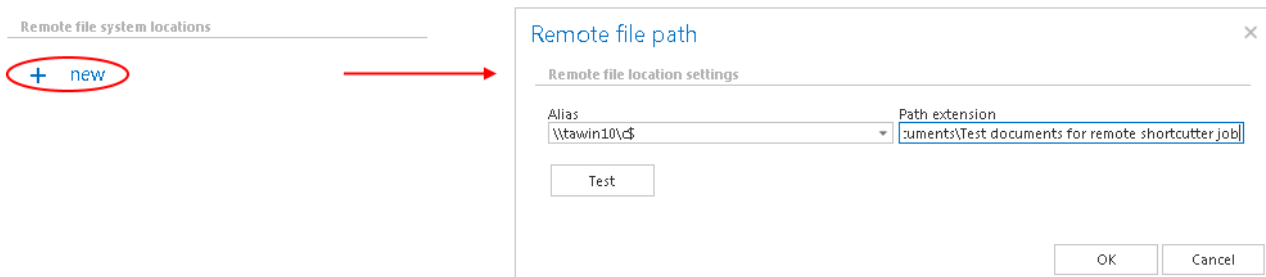 Remote file system locations
+ new
Remote file path
Remote file location settings
Alias
Path extension
\\tawin10\c$
:uments\Test documents for remote shortcutter job
Test
OK
Cancel